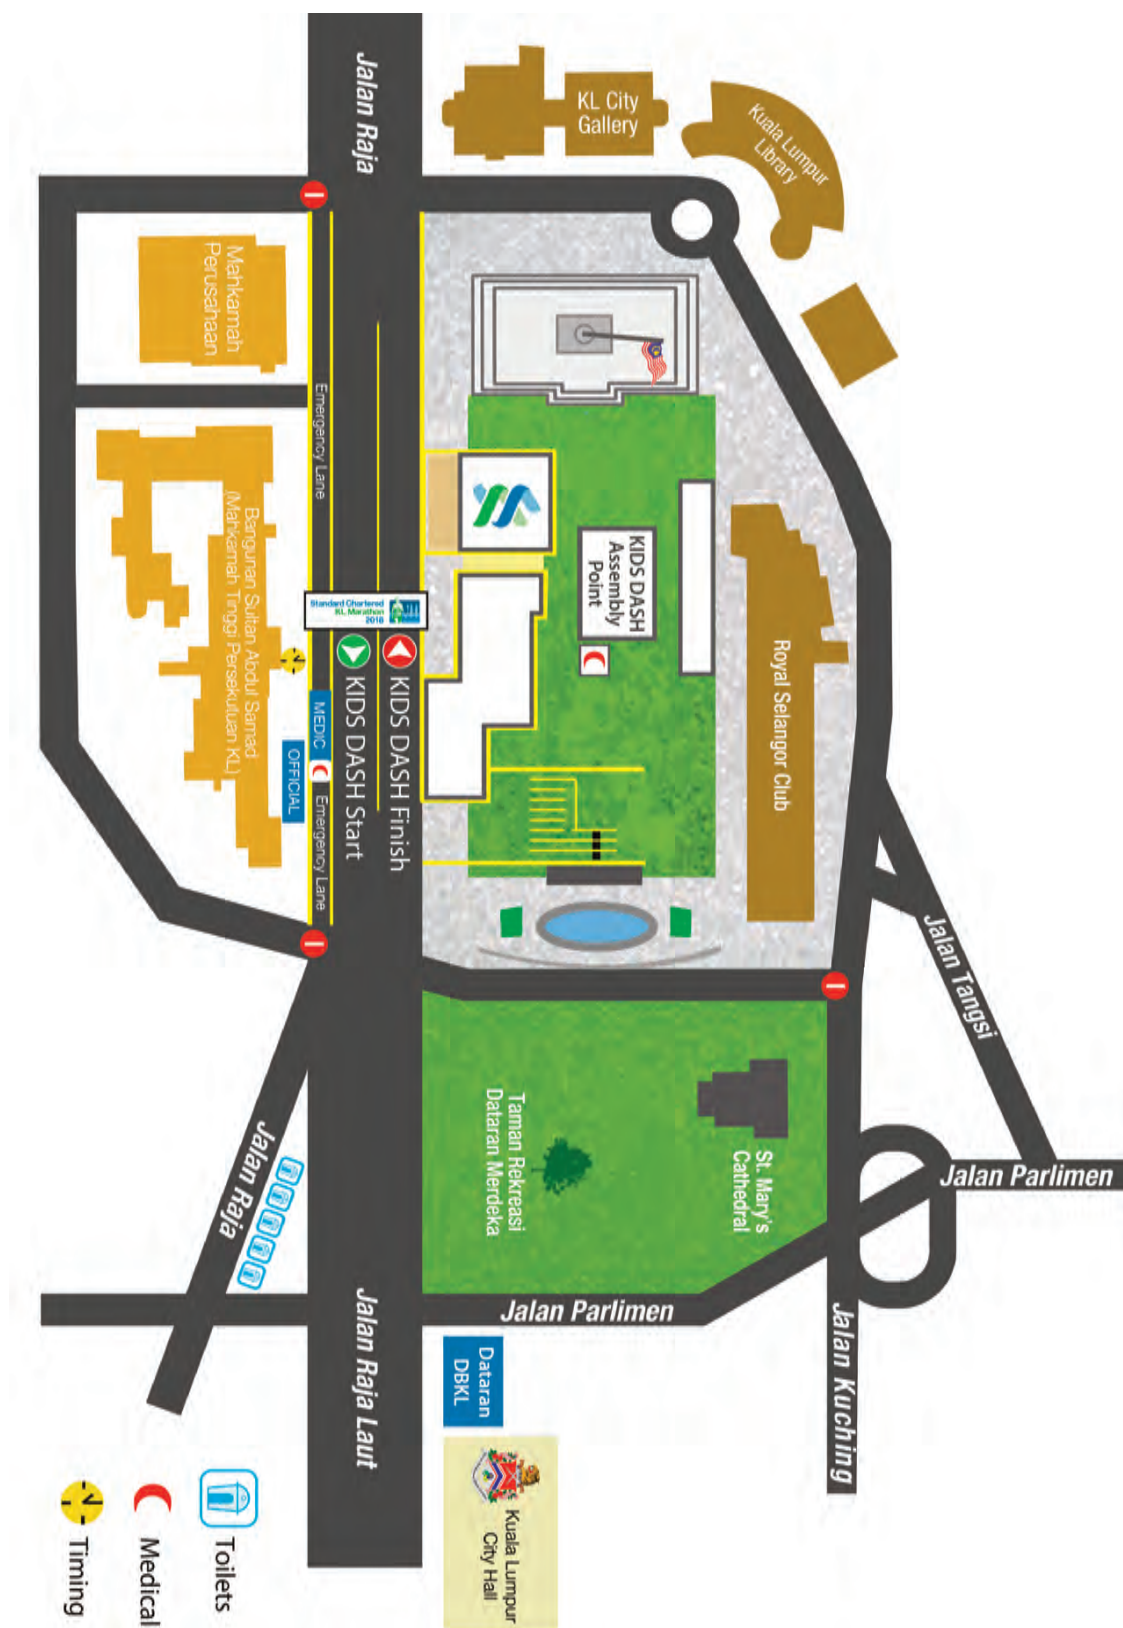 Jalan Raja
KL City
Gallery
Kuala Lumpur
Library
Mahkamah
Perusahaan
Emergency Lane
Bangunan Sultan Abdul Samad
(Mahkamah Tinggi Persekutuan KL)
Standard Chartered
KL Marathon
2018
KIDS DASH
Assembly
Point
Royal Selangor Club
KIDS DASH Finish
KIDS DASH Start
MEDIC
OFFICIAL
Emergency Lane
Jalan Tangsi
Jalan Parlimen
St. Mary's
Cathedral
Taman Rekreasi
Dataran Merdeka
Jalan Raja
Jalan Parlimen
Jalan Raja Laut
Jalan Kuching
Dataran
DBKL
Kuala Lumpur
City Hall
Toilets
Medical
Timing